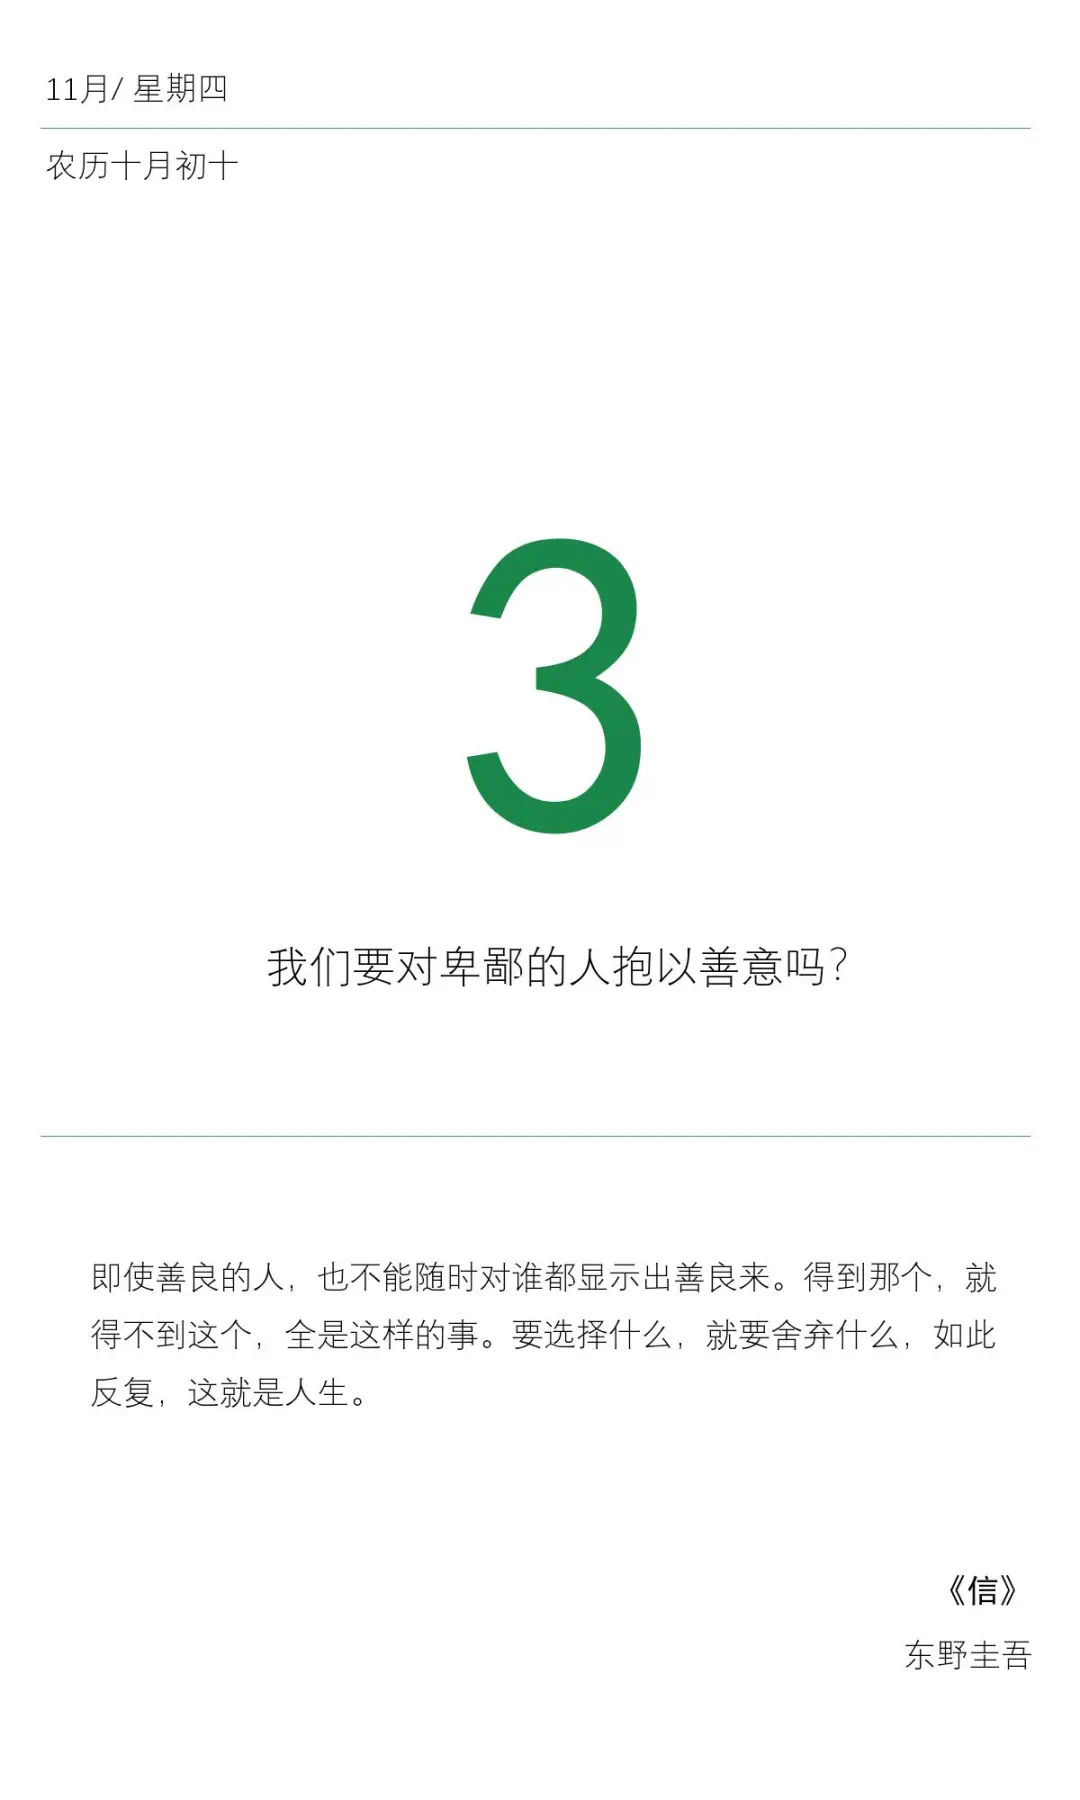 11月/ 星期四
农历十月初十
3
我们要对卑鄙的人抱以善意吗?
即使善良的人，也不能随时对谁都显示出善良来。得到那个，就
得不到这个，全是这样的事。要选择什么，就要舍弃什么，如此
反复，这就是人生。
《信》
东野圭吾